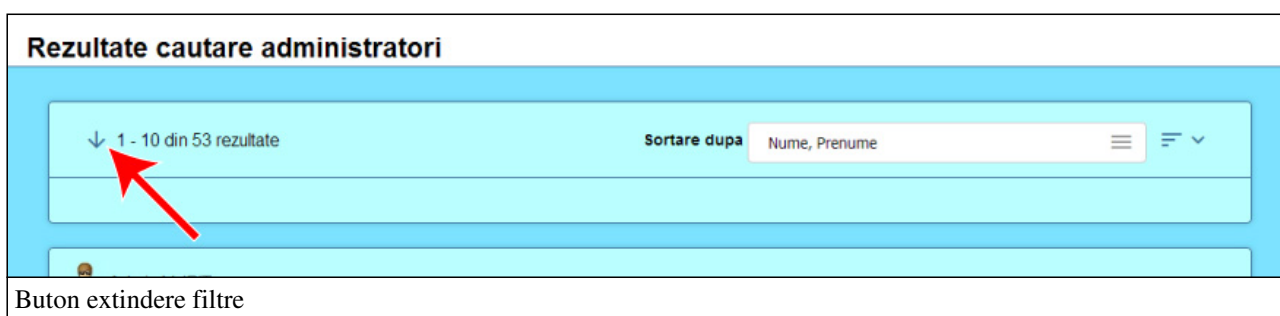 Rezultate cautare administratori
1 - 10 din 53 rezultate
Sortare dupa Nume, Prenume
Buton extindere filtre